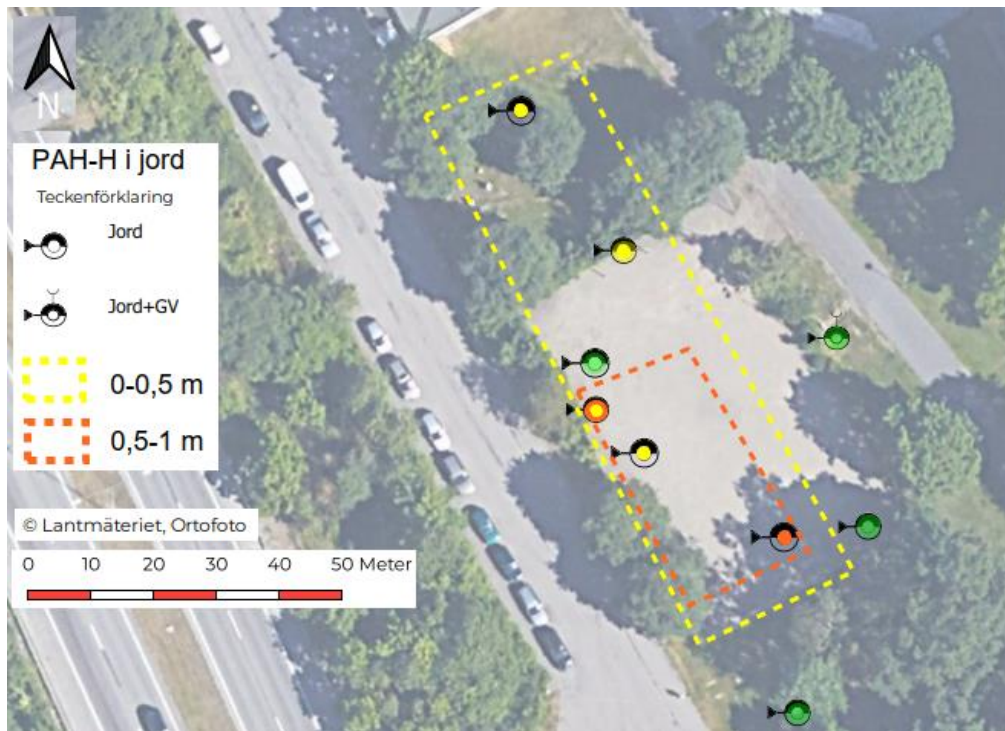 N
PAH-H i jord
Teckenförklaring
Jord
Jord+GV
0-0,5 m
0,5-1 m
© Lantmäteriet, Ortofoto
0 10 20 30 40 50 Meter